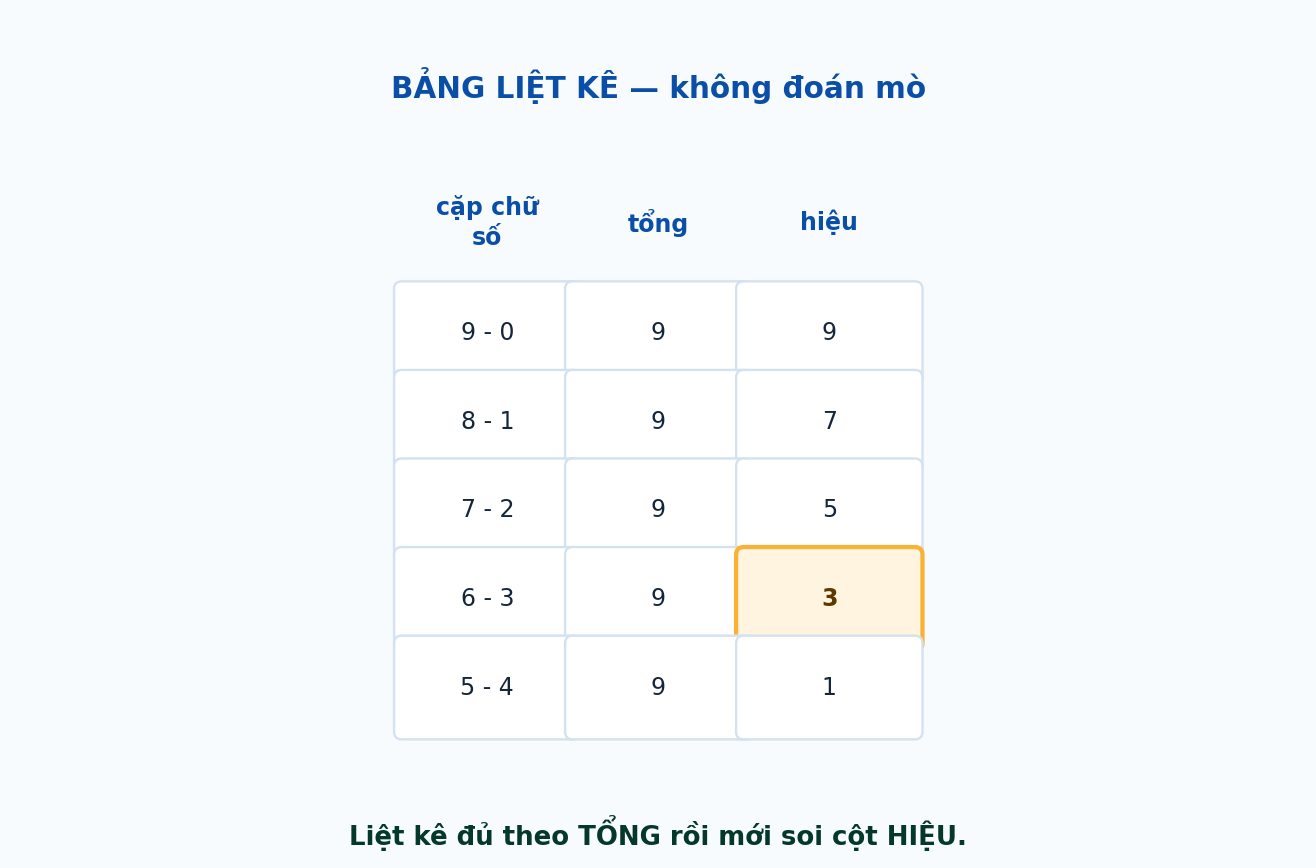 BẢNG LIỆT KÊ — không đoán mò
cặp chữ
số
tổng
hiệu
9 - 0 9 9
8 - 1 9 7
7 - 2 9 5
6 - 3 9 3
5 - 4 9 1
Liệt kê đủ theo TỔNG rồi mới soi cột HIỆU.